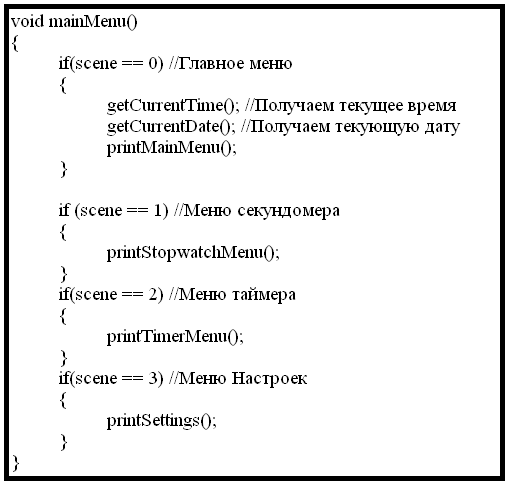 void mainMenu()
{
if(scene == 0) //Главное меню
{
getCurrentTime(); //Получаем текущее время
getCurrentDate(); //Получаем текующую дату
printMainMenu();
}
if (scene == 1) //Меню секундомера
{
printStopwatchMenu();
}
if(scene == 2) //Меню таймера
{
printTimerMenu();
}
if(scene == 3) //Меню Настроек
{
printSettings();
}
}